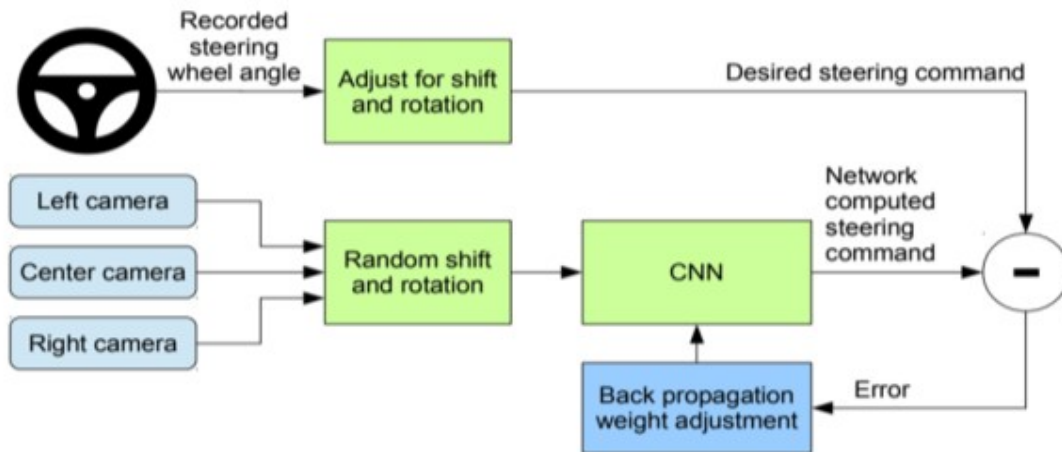 Recorded
steering
wheel angle
Adjust for shift
and rotation
Desired steering command
Left camera
Center camera
Right camera
Random shift
and rotation
CNN
Network
computed
steering
command
Back propagation
weight adjustment
Error